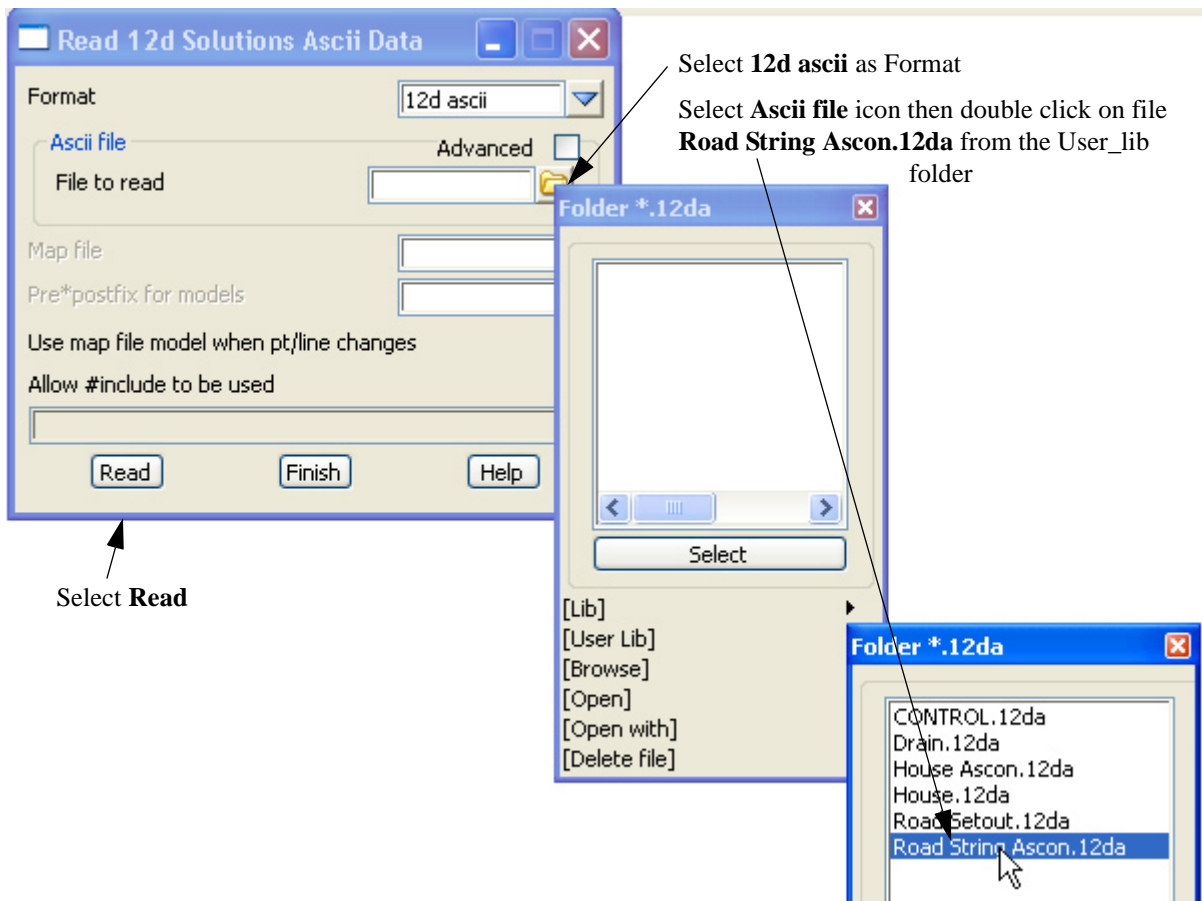 Read 12d Solutions Ascii Data
Format
12d ascii
Ascii file
Advanced
File to read
Map file
Pre*postfix for models
Use map file model when pt/line changes
Allow #include to be used
Read
Finish
Help
Select Read
Select 12d ascii as Format
Select Ascii file icon then double click on file
Road String Ascon.12da from the User_lib
folder
Folder *.12da
Select
[Lib]
[User Lib]
[Browse]
[Open]
[Open with]
[Delete file]
Folder *.12da
CONTROL.12da
Drain.12da
House Ascon.12da
House.12da
Road Setout.12da
Road String Ascon.12da